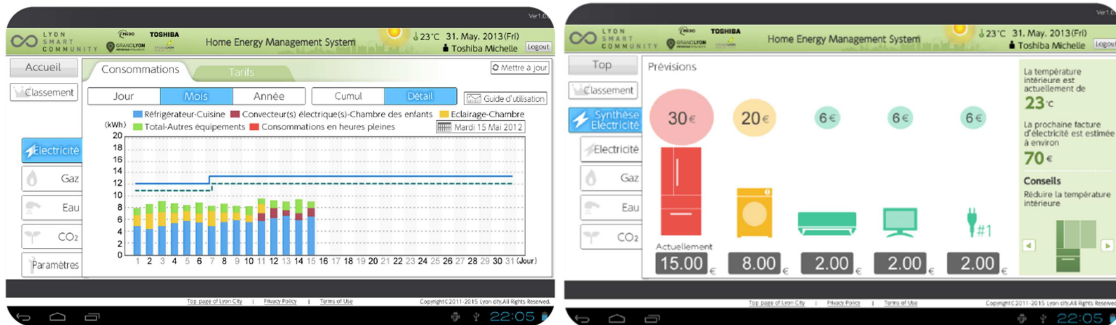 Ver1.0
LYON
SMART
COMMUNITY
NEDO
TOSHIBA
GRANDLYON
Home Energy Management System
23°C 31. May. 2013(Fri)
Toshiba Michelle
Logout
Accueil
Consommations
Tarifs
Mettre à jour
Classement
Jour
Mois
Année
Cumul
Détail
Guide d'utilisation
Réfrigérateur-Cuisine
Convecteur(s) électrique(s)-Chambre des enfants
Eclairage-Chambre
Total-Autres équipements
Consommations en heures pleines
Mardi 15 Mai 2012
(kWh)
20
18
16
14
12
10
8
6
4
2
0
1 2 3 4 5 6 7 8 9 10 11 12 13 14 15 16 17 18 19 20 21 22 23 24 25 26 27 28 29 30 31 (Jour)
Électricité
Gaz
Eau
CO2
Paramètres
Top page of Lyon City
Privacy Policy
Terms of Use
Copyright©2011-2015 Lyon city.All Rights Reserved.
22:05
Ver1.0
LYON
SMART
COMMUNITY
NEDO
TOSHIBA
GRANDLYON
Home Energy Management System
23°C 31. May. 2013(Fri)
Toshiba Michelle
Logout
Top
Prévisions
Classement
Synthèse
Electricité
Électricité
Gaz
Eau
CO2
30€
20€
6€
6€
6€
#1
Actuellement
15.00 €
8.00 €
2.00 €
2.00 €
2.00 €
La température
intérieure est
actuellement de
23 °C
La prochaine facture
d'électricité est estimée
à environ
70 €
Conseils
Réduire la température
intérieure
Top page of Lyon City
Privacy Policy
Terms of Use
Copyright©2011-2015 Lyon city.All Rights Reserved.
22:05